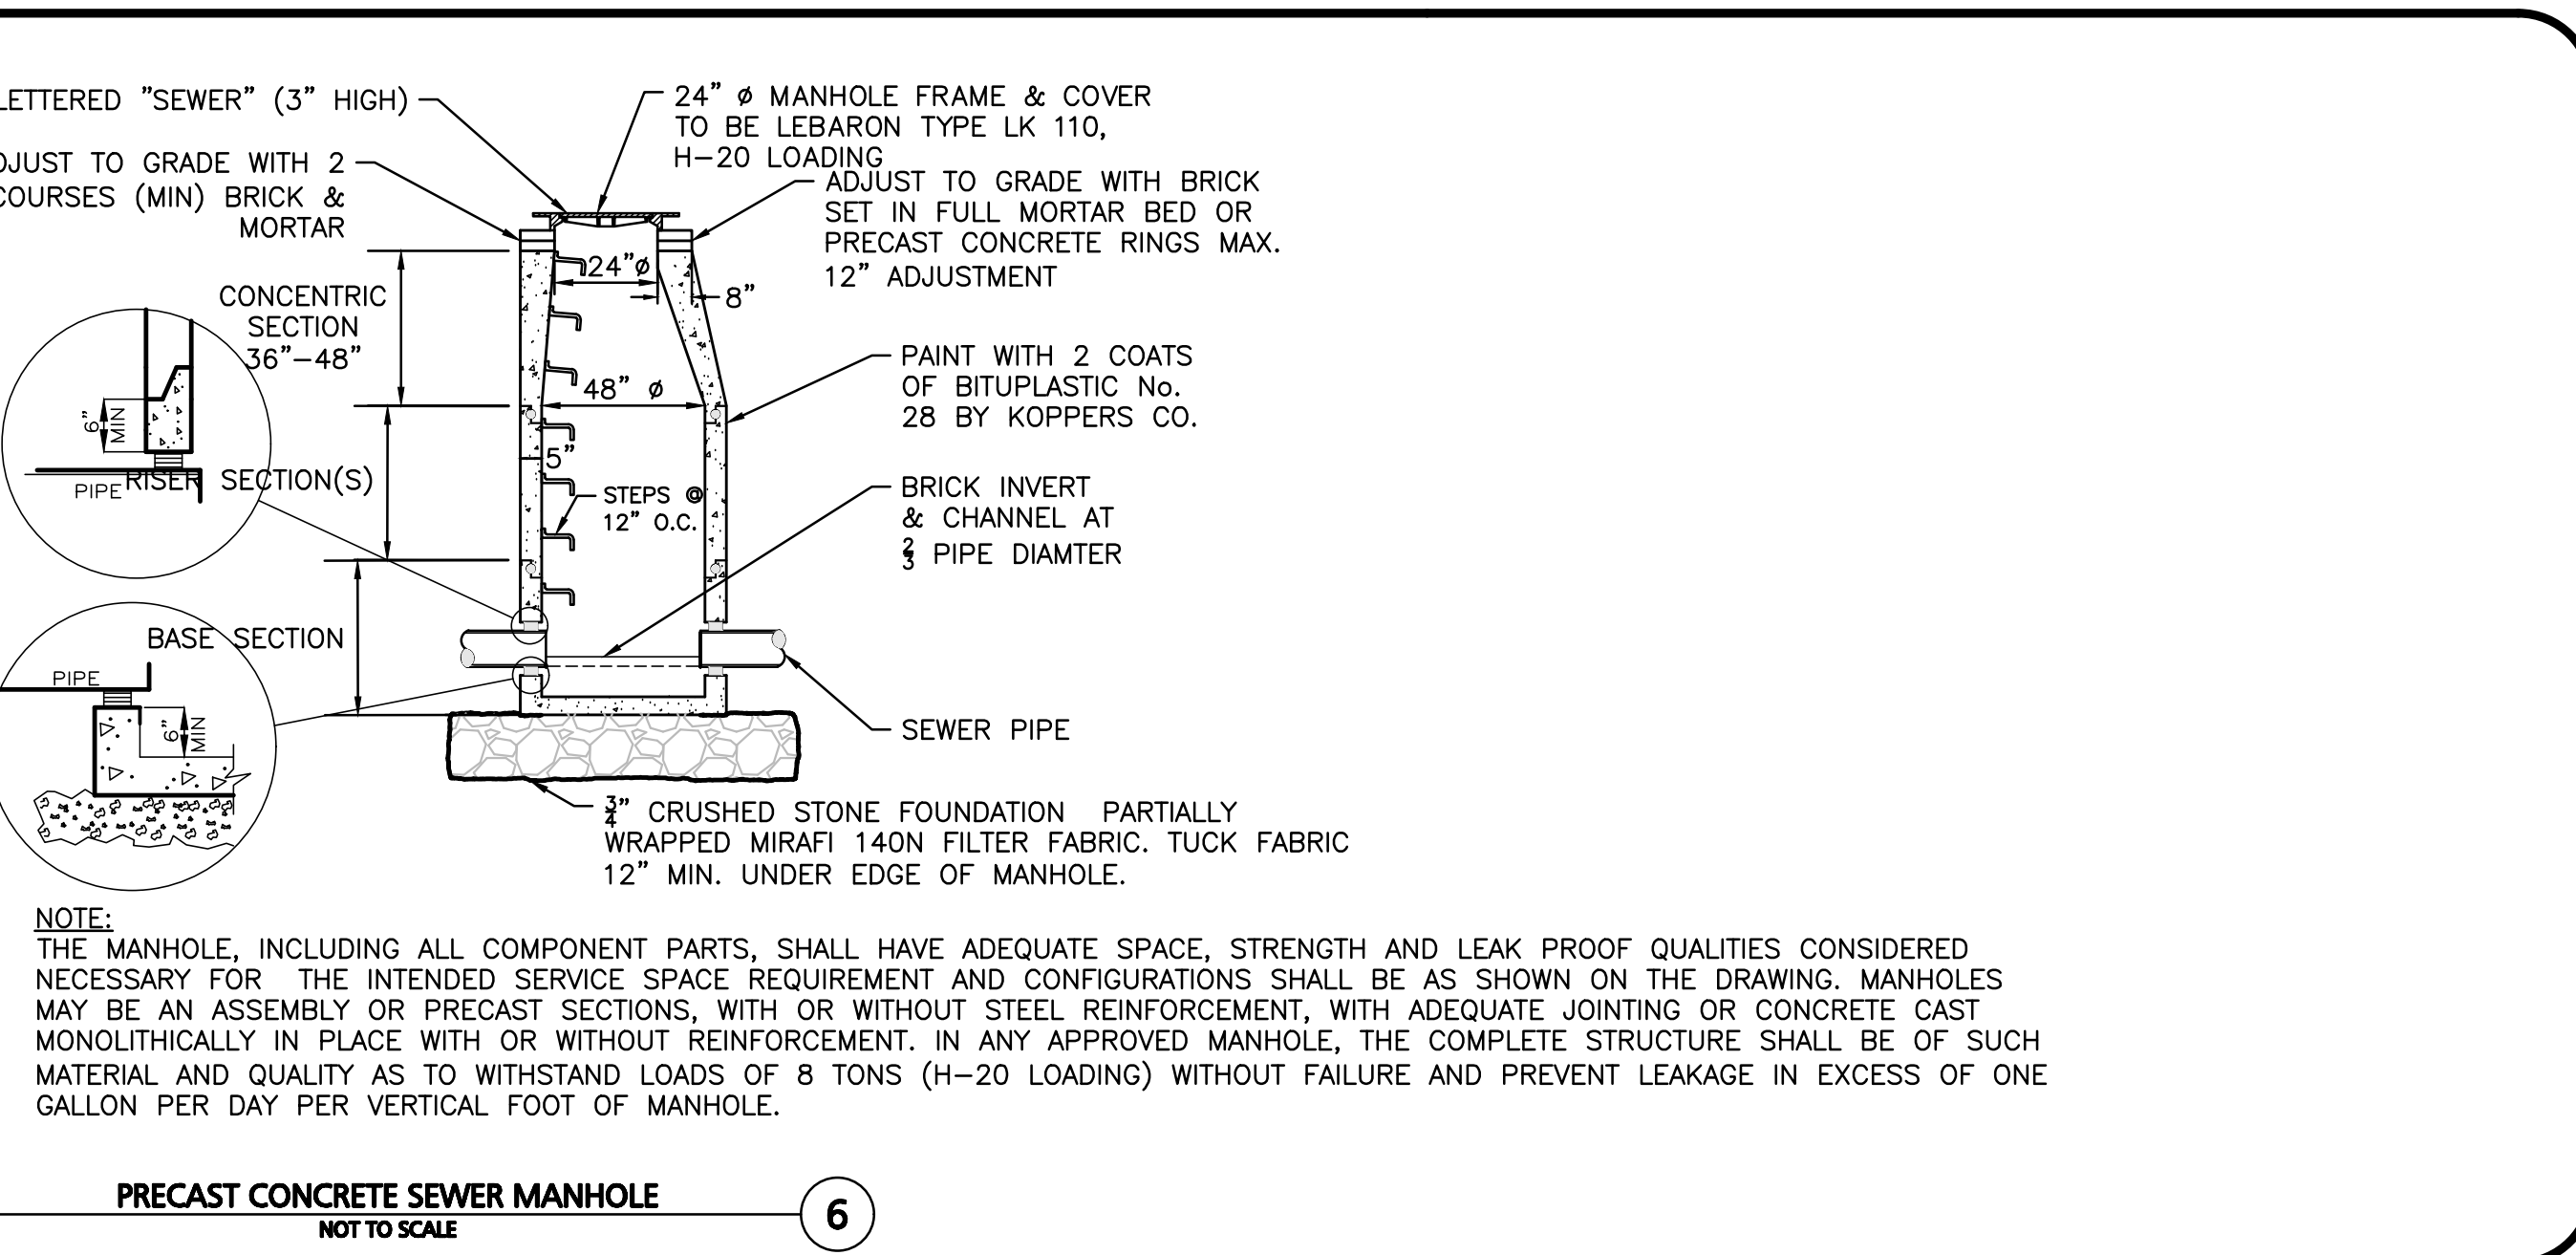 LETTERED "SEWER" (3" HIGH)
24" Ø MANHOLE FRAME & COVER
TO BE LEBARON TYPE LK 110,
H-20 LOADING
DJUST TO GRADE WITH 2
COURSES (MIN) BRICK &
MORTAR
ADJUST TO GRADE WITH BRICK
SET IN FULL MORTAR BED OR
PRECAST CONCRETE RINGS MAX.
12" ADJUSTMENT
24"Ø
8"
CONCENTRIC
SECTION
36"-48"
48" Ø
PAINT WITH 2 COATS
OF BITUPLASTIC No.
28 BY KOPPERS CO.
6"
MIN
PIPE
RISER SECTION(S)
5"
STEPS @
12" O.C.
BRICK INVERT
& CHANNEL AT
2/3 PIPE DIAMTER
BASE SECTION
PIPE
6"
MIN
SEWER PIPE
3/4" CRUSHED STONE FOUNDATION PARTIALLY
WRAPPED MIRAFI 140N FILTER FABRIC. TUCK FABRIC
12" MIN. UNDER EDGE OF MANHOLE.
NOTE:
THE MANHOLE, INCLUDING ALL COMPONENT PARTS, SHALL HAVE ADEQUATE SPACE, STRENGTH AND LEAK PROOF QUALITIES CONSIDERED
NECESSARY FOR THE INTENDED SERVICE SPACE REQUIREMENT AND CONFIGURATIONS SHALL BE AS SHOWN ON THE DRAWING. MANHOLES
MAY BE AN ASSEMBLY OR PRECAST SECTIONS, WITH OR WITHOUT STEEL REINFORCEMENT, WITH ADEQUATE JOINTING OR CONCRETE CAST
MONOLITHICALLY IN PLACE WITH OR WITHOUT REINFORCEMENT. IN ANY APPROVED MANHOLE, THE COMPLETE STRUCTURE SHALL BE OF SUCH
MATERIAL AND QUALITY AS TO WITHSTAND LOADS OF 8 TONS (H-20 LOADING) WITHOUT FAILURE AND PREVENT LEAKAGE IN EXCESS OF ONE
GALLON PER DAY PER VERTICAL FOOT OF MANHOLE.
PRECAST CONCRETE SEWER MANHOLE
NOT TO SCALE
6